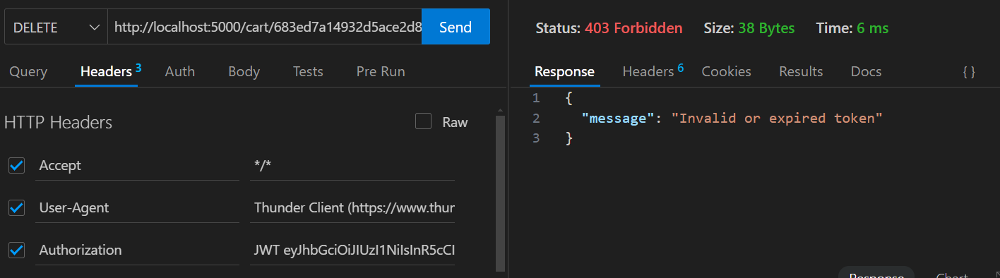 DELETE http://localhost:5000/cart/683ed7a14932d5ace2d8 Send
Query Headers 3 Auth Body Tests Pre Run
HTTP Headers Raw
Accept */*
User-Agent Thunder Client (https://www.thun
Authorization JWT eyJhbGciOiJIUzI1NiIsInR5cCI
Status: 403 Forbidden Size: 38 Bytes Time: 6 ms
Response Headers 6 Cookies Results Docs { }
1 {
2 "message": "Invalid or expired token"
3 }
Response Chart